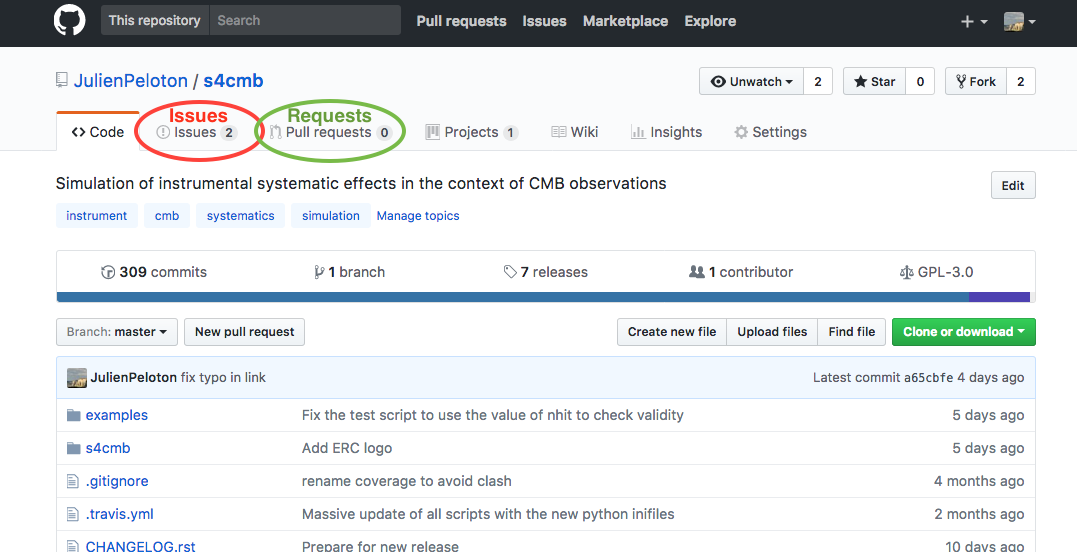 This repository Search Pull requests Issues Marketplace Explore
JulienPeloton / s4cmb Unwatch 2 Star 0 Fork 2
Issues Requests
Code Issues 2 Pull requests 0 Projects 1 Wiki Insights Settings
Simulation of instrumental systematic effects in the context of CMB observations Edit
instrument cmb systematics simulation Manage topics
309 commits 1 branch 7 releases 1 contributor GPL-3.0
Branch: master New pull request Create new file Upload files Find file Clone or download
JulienPeloton fix typo in link Latest commit a65cbfe 4 days ago
examples Fix the test script to use the value of nhit to check validity 5 days ago
s4cmb Add ERC logo 5 days ago
.gitignore rename coverage to avoid clash 4 months ago
.travis.yml Massive update of all scripts with the new python inifiles 2 months ago
CHANGELOG.rst Prepare for new release 10 days ago